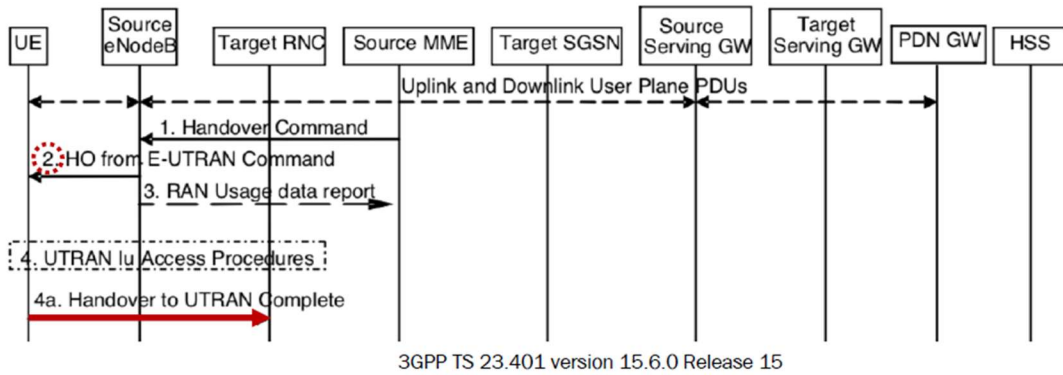 UE
Source eNodeB
Target RNC
Source MME
Target SGSN
Source Serving GW
Target Serving GW
PDN GW
HSS
Uplink and Downlink User Plane PDUs
1. Handover Command
2. HO from E-UTRAN Command
3. RAN Usage data report
4. UTRAN Iu Access Procedures
4a. Handover to UTRAN Complete
3GPP TS 23.401 version 15.6.0 Release 15